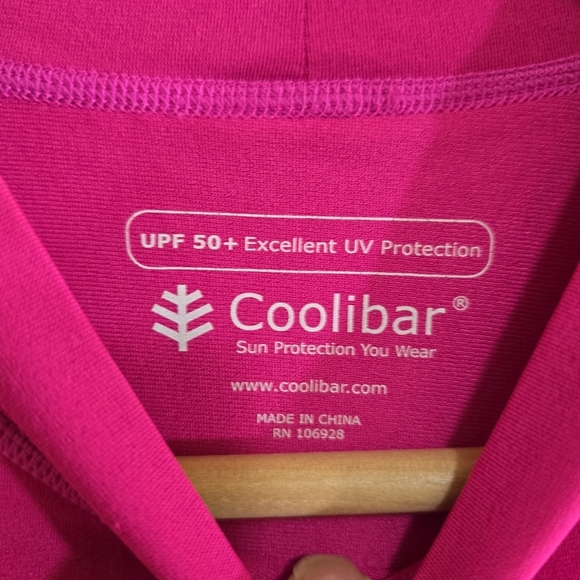 UPF 50+ Excellent UV Protection
Coolibar®
Sun Protection You Wear
www.coolibar.com
MADE IN CHINA
RN 106928